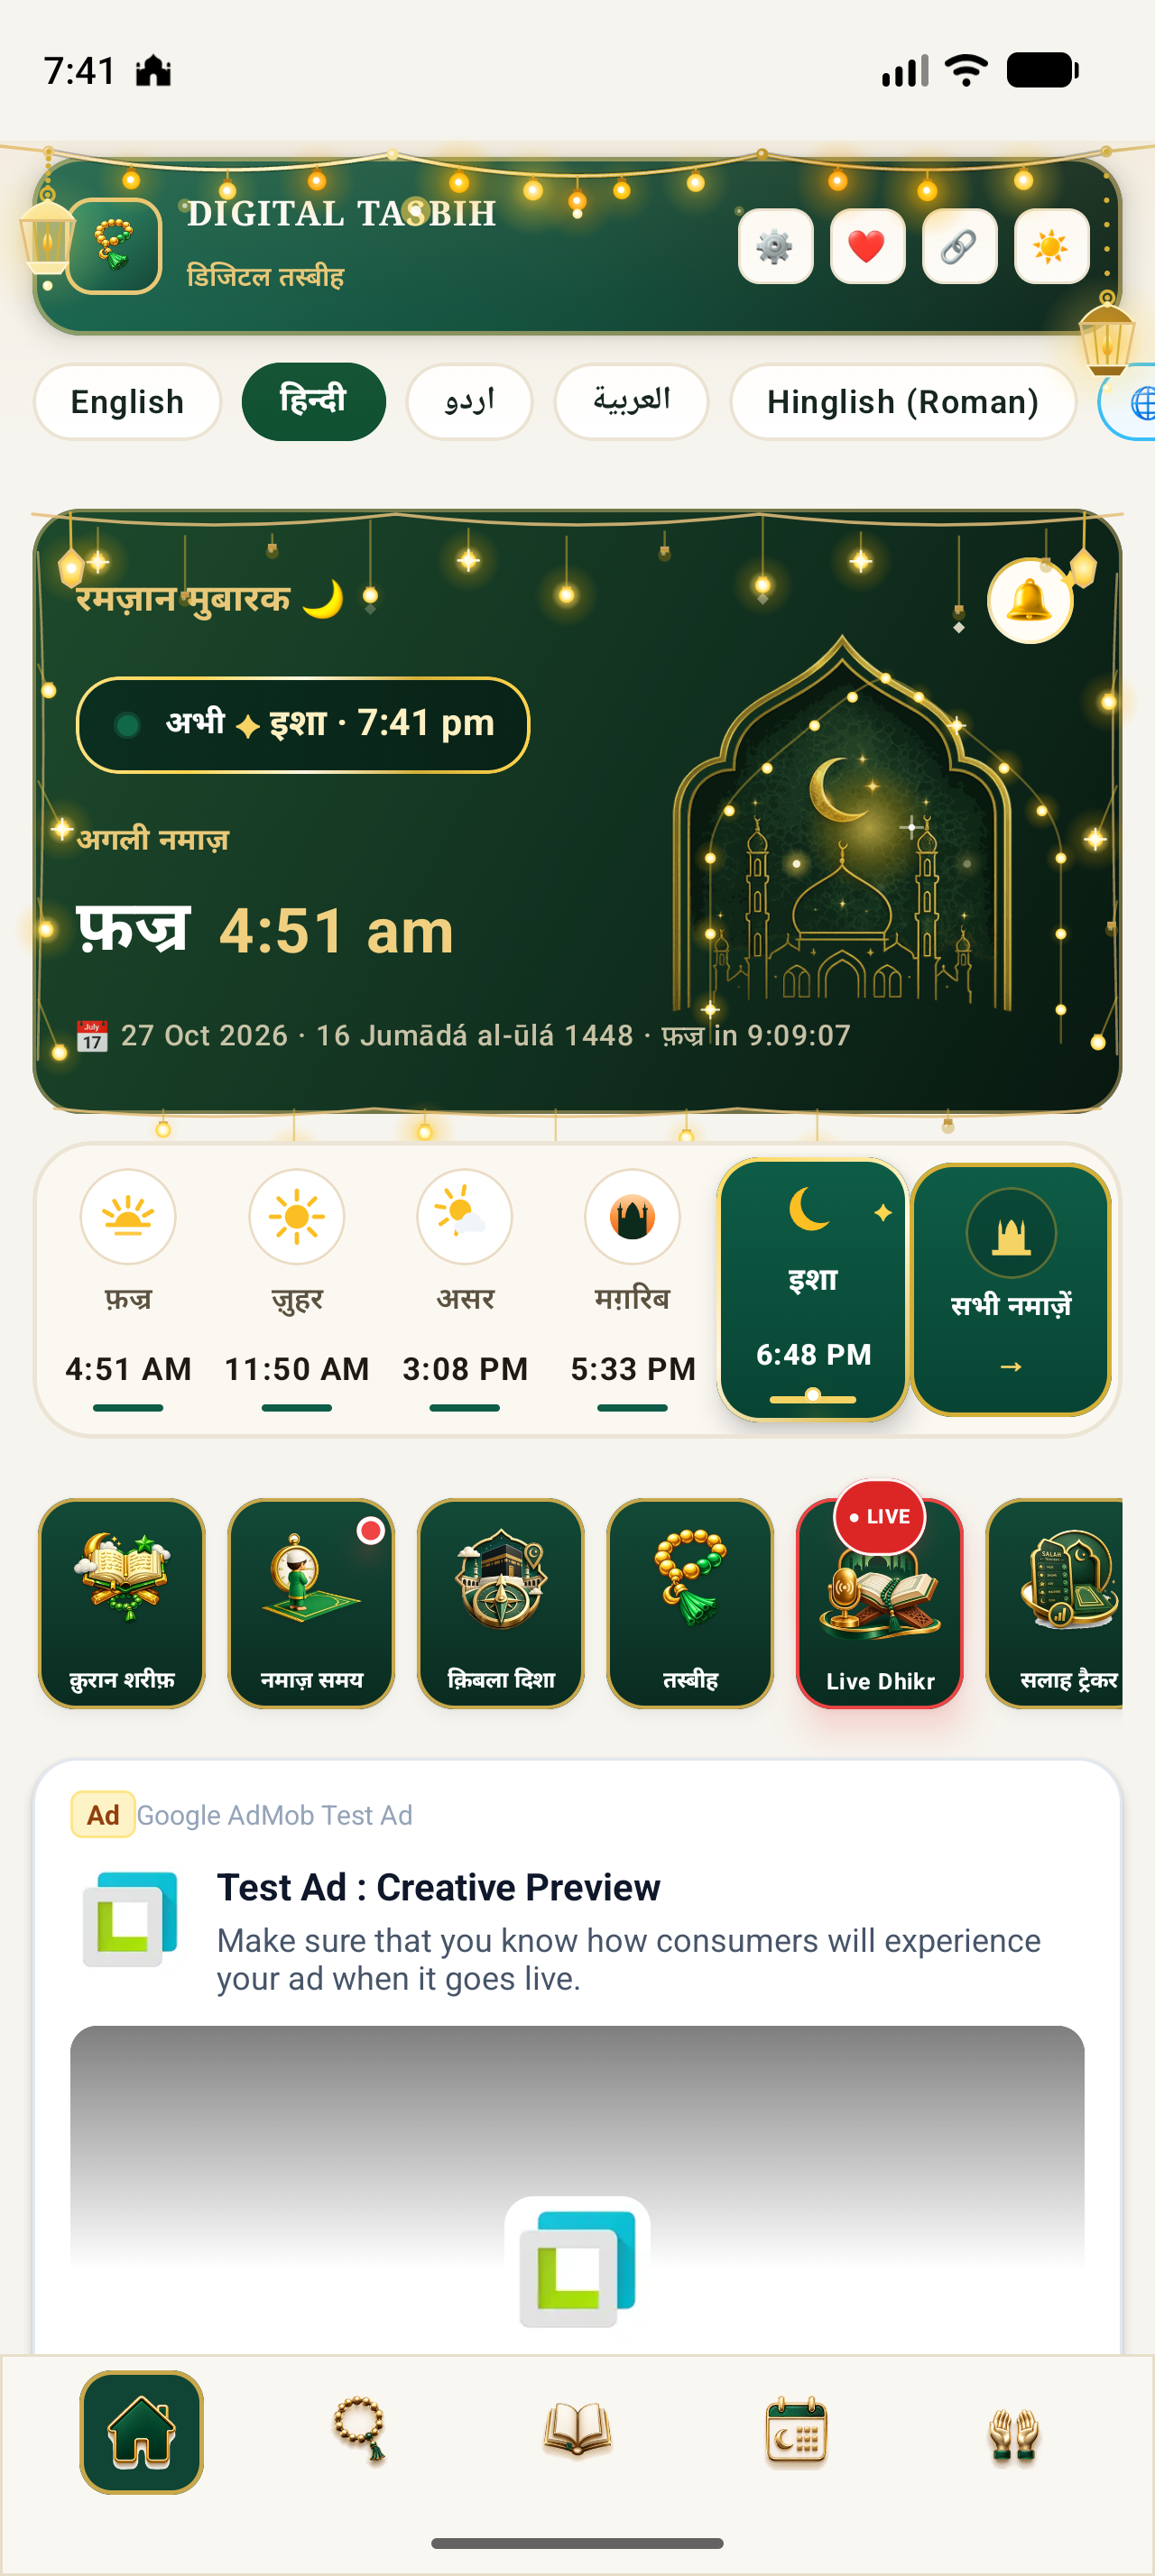 7:41
DIGITAL TASBIH
डिजिटल तस्बीह
English
हिन्दी
اردو
العربية
Hinglish (Roman)
रमज़ान मुबारक
अभी इशा · 7:41 pm
अगली नमाज़
फ़ज्र 4:51 am
July 17 27 Oct 2026 · 16 Jumādá al-ūlá 1448 · फ़ज्र in 9:09:07
फ़ज्र
4:51 AM
ज़ुहर
11:50 AM
असर
3:08 PM
मग़रिब
5:33 PM
इशा
6:48 PM
सभी नमाज़ें
→
क़ुरान शरीफ़
नमाज़ समय
क़िबला दिशा
तस्बीह
• LIVE
Live Dhikr
SALAH
सलाह ट्रैकर
Ad Google AdMob Test Ad
Test Ad : Creative Preview
Make sure that you know how consumers will experience
your ad when it goes live.